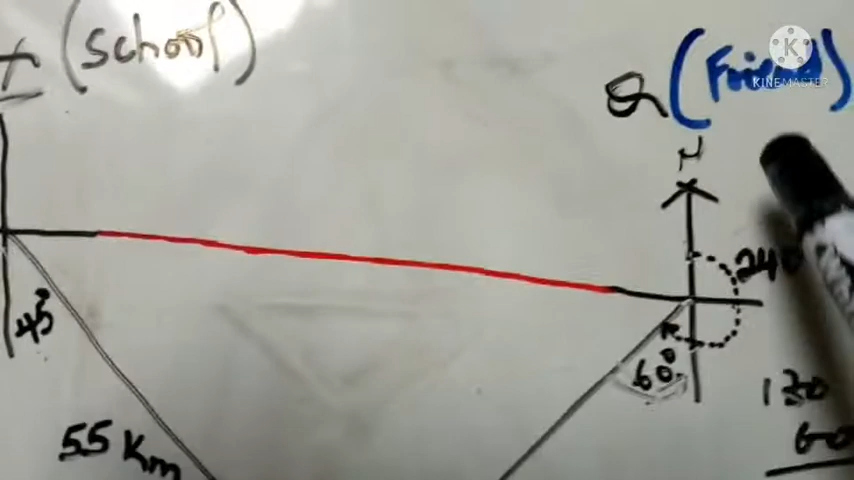 (School)
(Friend)
K
KINEMASTER
N
240
45°
60°
55 Km
60